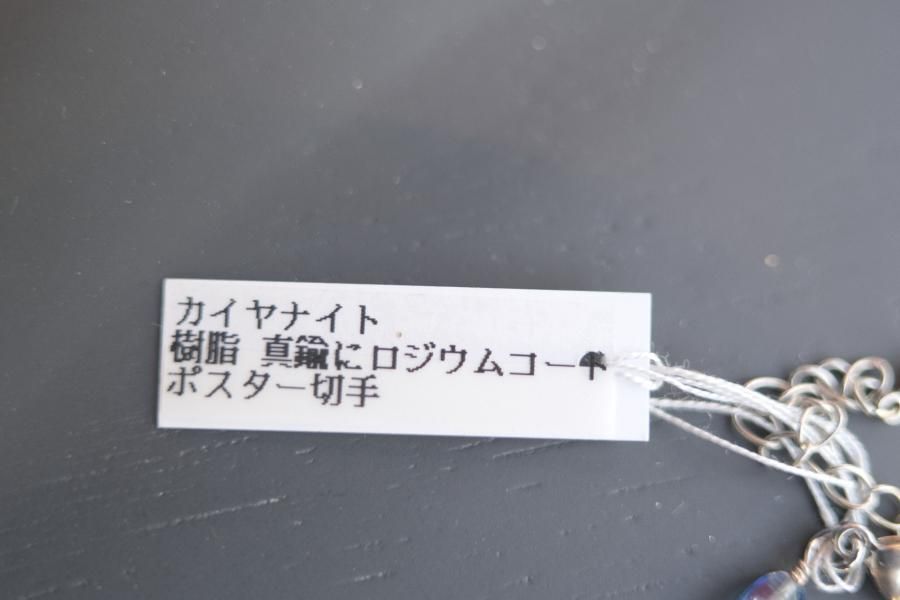 カイヤナイト
樹脂 真鍮にロジウムコート
ポスター切手